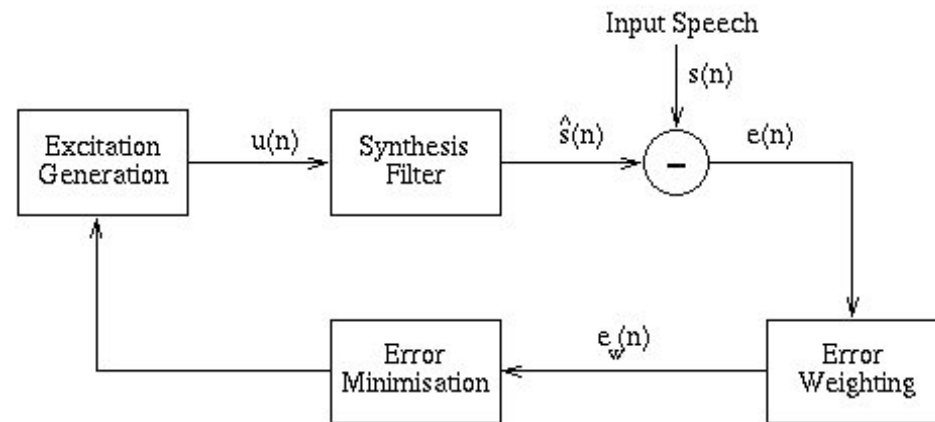 Input Speech
s(n)
Excitation
Generation
u(n)
Synthesis
Filter
ŝ(n)
-
e(n)
Error
Minimisation
e_w(n)
Error
Weighting